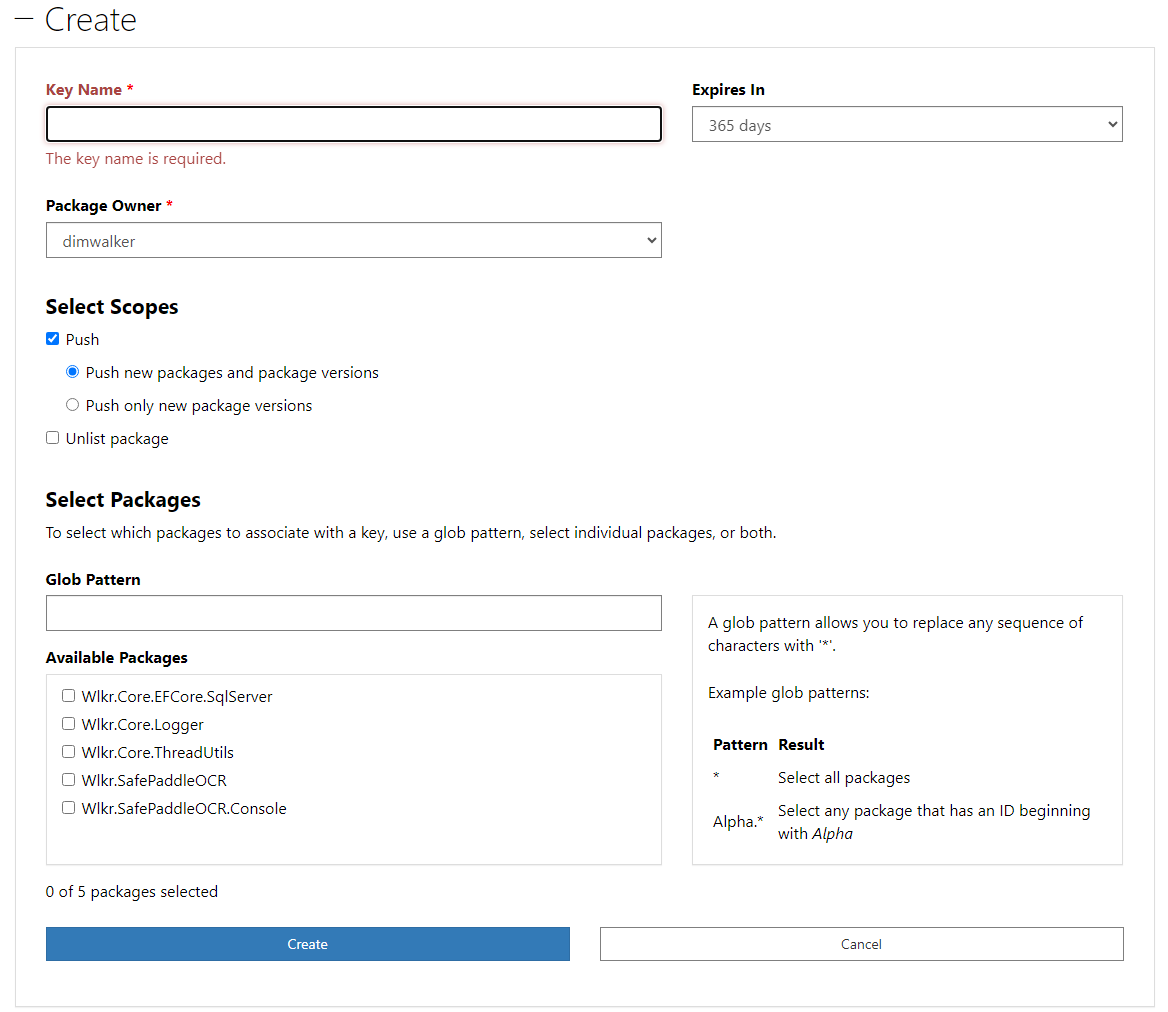 Create
Key Name *
Expires In
365 days
The key name is required.
Package Owner *
dimwalker
Select Scopes
Push
Push new packages and package versions
Push only new package versions
Unlist package
Select Packages
To select which packages to associate with a key, use a glob pattern, select individual packages, or both.
Glob Pattern
Available Packages
Wlkr.Core.EFCore.SqlServer
Wlkr.Core.Logger
Wlkr.Core.ThreadUtils
Wlkr.SafePaddleOCR
Wlkr.SafePaddleOCR.Console
A glob pattern allows you to replace any sequence of
characters with '*'.
Example glob patterns:
Pattern Result
* Select all packages
Alpha.* Select any package that has an ID beginning
with Alpha
0 of 5 packages selected
Create
Cancel